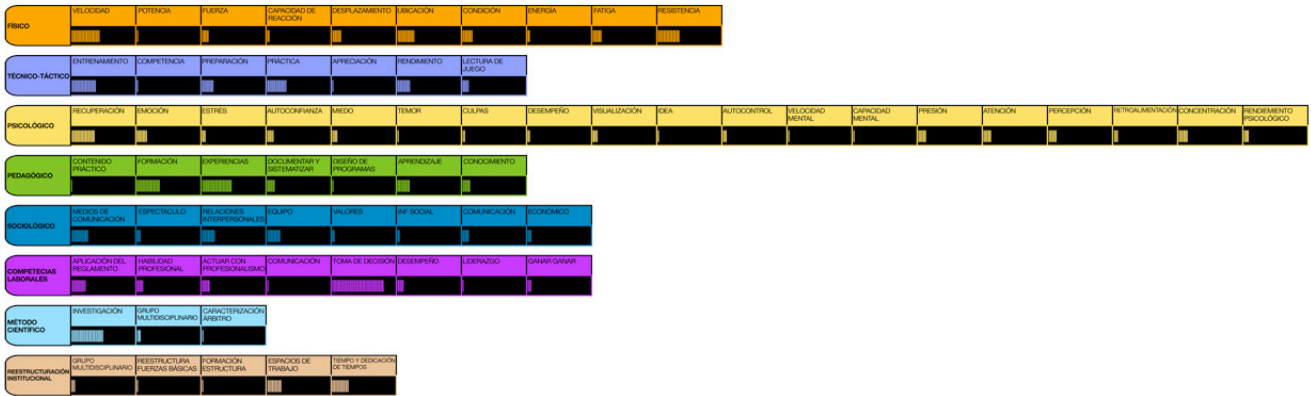 FÍSICO
VELOCIDAD
POTENCIA
FUERZA
CAPACIDAD DE
REACCIÓN
DESPLAZAMIENTO
UBICACIÓN
CONDICIÓN
ENERGÍA
FATIGA
RESISTENCIA
TÉCNICO-TÁCTICO
ENTRENAMIENTO
COMPETENCIA
PREPARACIÓN
PRÁCTICA
APRECIACIÓN
RENDIMIENTO
LECTURA DE
JUEGO
PSICOLÓGICO
RECUPERACIÓN
EMOCIÓN
ESTRÉS
AUTOCONFIANZA
MIEDO
TEMOR
CULPAS
DESEMPEÑO
VISUALIZACIÓN
IDEA
AUTOCONTROL
VELOCIDAD
MENTAL
CAPACIDAD
MENTAL
PRESIÓN
ATENCIÓN
PERCEPCIÓN
RETROALIMENTACIÓN
CONCENTRACIÓN
RENDIEMIENTO
PSICOLÓGICO
PEDAGÓGICO
CONTENIDO
PRÁCTICO
FORMACIÓN
EXPERIENCIAS
DOCUMENTAR Y
SISTEMATIZAR
DISEÑO DE
PROGRAMAS
APRENDIZAJE
CONOCIMIENTO
SOCIOLÓGICO
MEDIOS DE
COMUNICACIÓN
ESPECTACULO
RELACIONES
INTERPERSONALES
EQUIPO
VALORES
INF SOCIAL
COMUNICACIÓN
ECONÓMICO
COMPETECIAS
LABORALES
APLICACIÓN DEL
REGLAMENTO
HABILIDAD
PROFESIONAL
ACTUAR CON
PROFESIONALISMO
COMUNICACIÓN
TOMA DE DECISIÓN
DESEMPEÑO
LIDERAZGO
GANAR GANAR
MÉTODO
CIENTÍFICO
INVESTIGACIÓN
GRUPO
MULTIDISCIPLINARIO
CARACTERIZACIÓN
ÁRBITRO
REESTRUCTURACIÓN
INSTITUCIONAL
GRUPO
MULTIDISCIPLINARIO
REESTRUCTURA
FUERZAS BÁSICAS
FORMACIÓN
ESTRUCTURA
ESPACIOS DE
TRABAJO
TIEMPO Y DEDICACIÓN
DE TIEMPOS